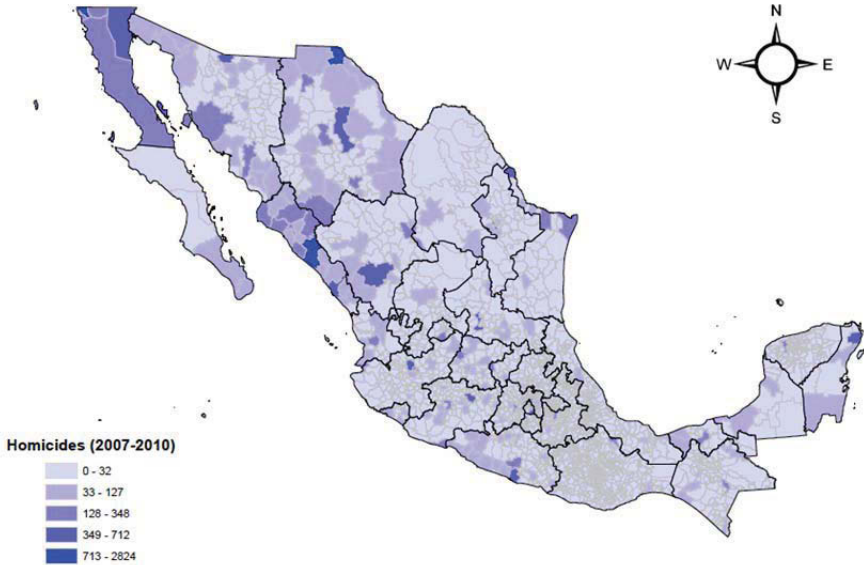 N
W E
S
Homicides (2007-2010)
0 - 32
33 - 127
128 - 348
349 - 712
713 - 2824